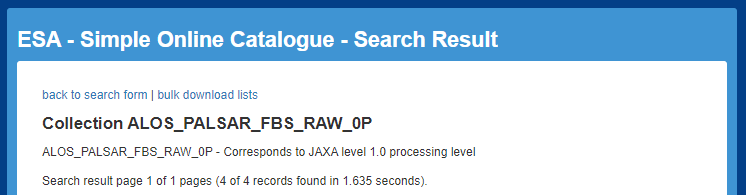 ESA - Simple Online Catalogue - Search Result
back to search form | bulk download lists
Collection ALOS_PALSAR_FBS_RAW_0P
ALOS_PALSAR_FBS_RAW_0P - Corresponds to JAXA level 1.0 processing level
Search result page 1 of 1 pages (4 of 4 records found in 1.635 seconds).